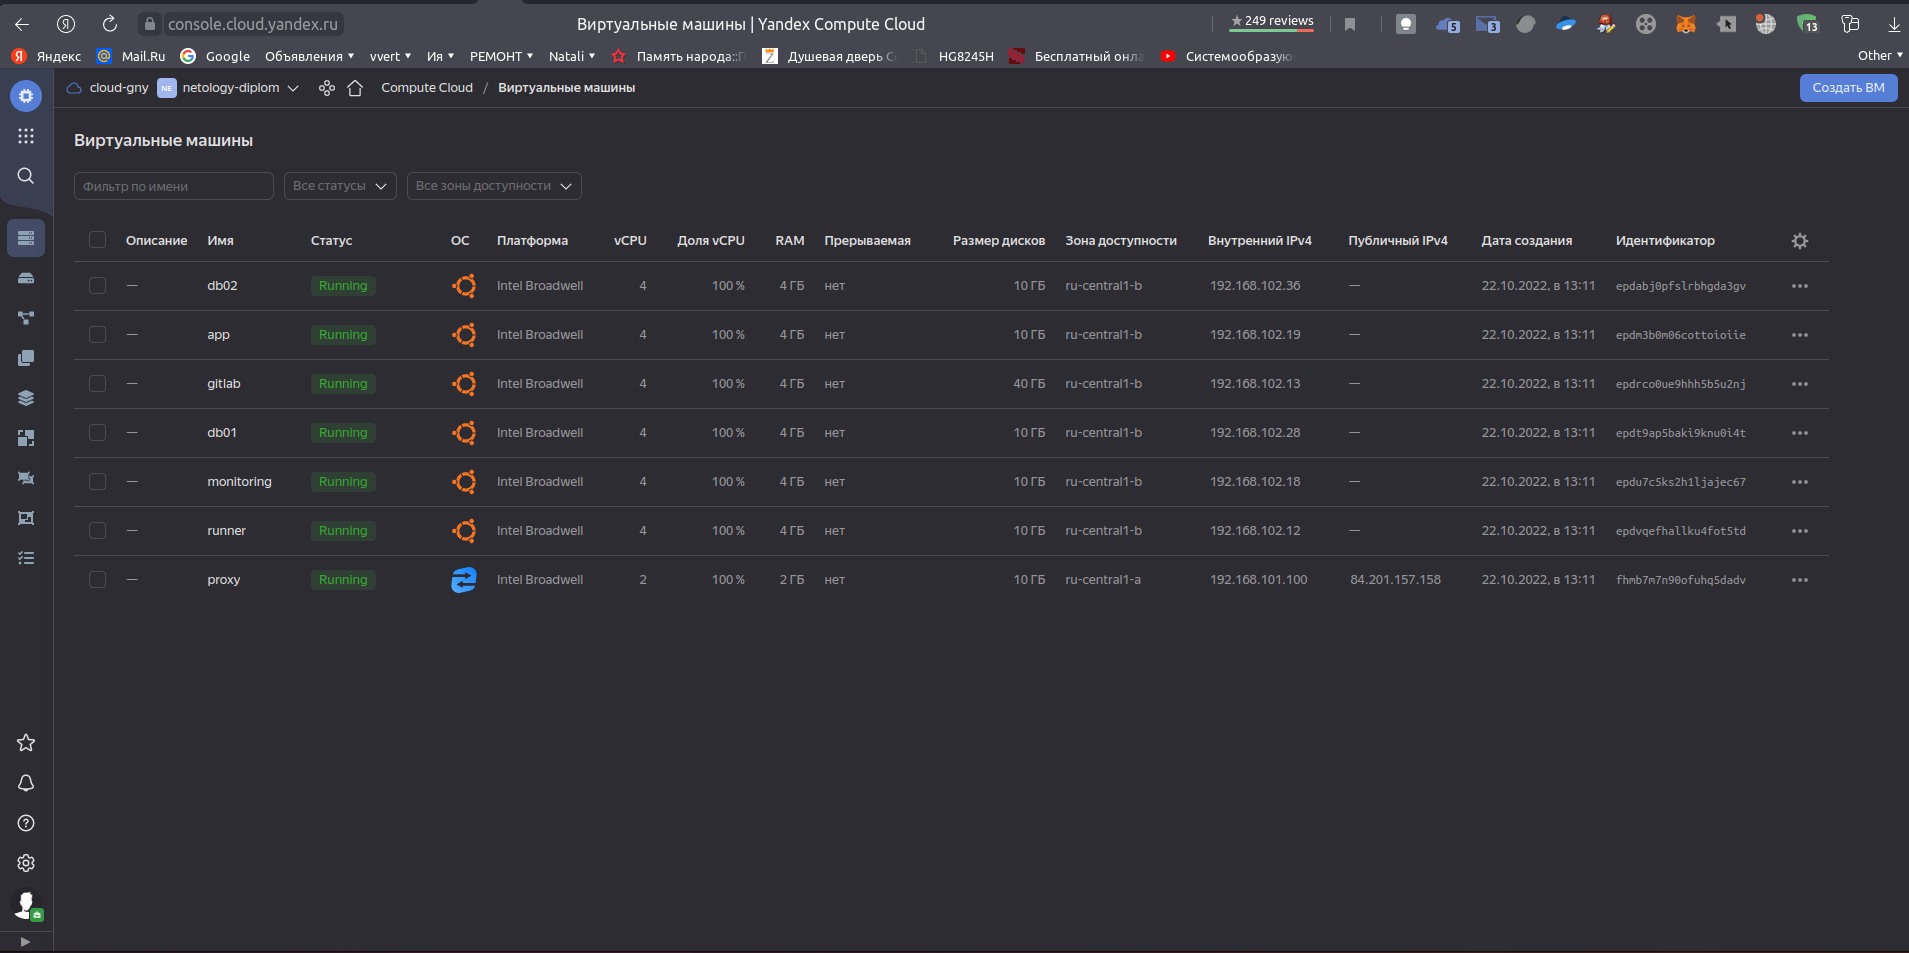 console.cloud.yandex.ru Виртуальные машины | Yandex Compute Cloud ★ 249 reviews 5 3 13
Яндекс Mail.Ru Google Объявления vvert Ия РЕМОНТ Natali Память народа:: Душевая дверь HG8245H Бесплатный онла Системообразую Other
cloud-gny NE netology-diplom Compute Cloud / Виртуальные машины Создать ВМ
Виртуальные машины
Фильтр по имени Все статусы Все зоны доступности
Описание Имя Статус ОС Платформа vCPU Доля vCPU RAM Прерываемая Размер дисков Зона доступности Внутренний IPv4 Публичный IPv4 Дата создания Идентификатор
— db02 Running Intel Broadwell 4 100 % 4 ГБ нет 10 ГБ ru-central1-b 192.168.102.36 — 22.10.2022, в 13:11 epdabj0pfslrbhgda3gv
— app Running Intel Broadwell 4 100 % 4 ГБ нет 10 ГБ ru-central1-b 192.168.102.19 — 22.10.2022, в 13:11 epdm3b0m06cottoioiie
— gitlab Running Intel Broadwell 4 100 % 4 ГБ нет 40 ГБ ru-central1-b 192.168.102.13 — 22.10.2022, в 13:11 epdrco0ue9hhh5b5u2nj
— db01 Running Intel Broadwell 4 100 % 4 ГБ нет 10 ГБ ru-central1-b 192.168.102.28 — 22.10.2022, в 13:11 epdt9ap5baki9knu0i4t
— monitoring Running Intel Broadwell 4 100 % 4 ГБ нет 10 ГБ ru-central1-b 192.168.102.18 — 22.10.2022, в 13:11 epdu7c5ks2h1ljajec67
— runner Running Intel Broadwell 4 100 % 4 ГБ нет 10 ГБ ru-central1-b 192.168.102.12 — 22.10.2022, в 13:11 epdvqefhallku4fot5td
— proxy Running Intel Broadwell 2 100 % 2 ГБ нет 10 ГБ ru-central1-a 192.168.101.100 84.201.157.158 22.10.2022, в 13:11 fhmb7m7n90ofuhq5dadv